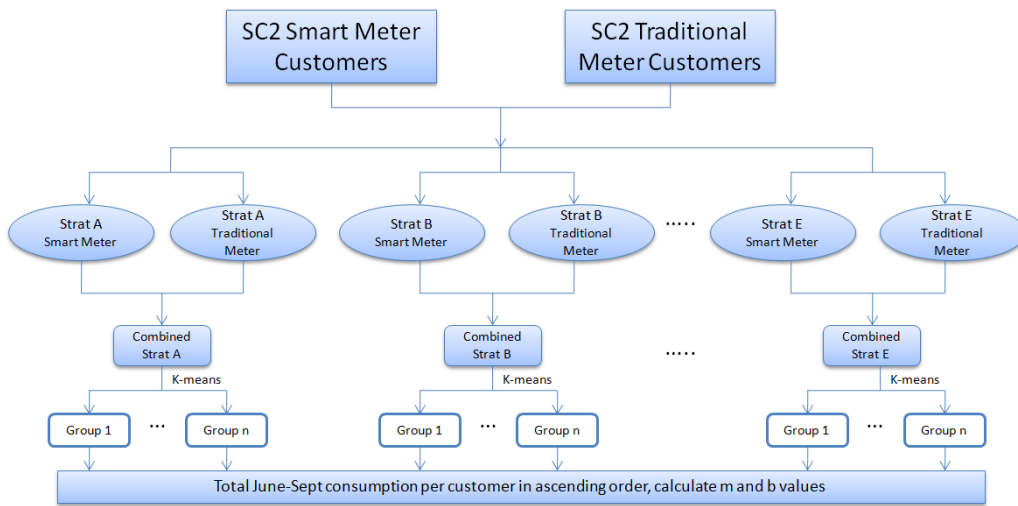 SC2 Smart Meter
Customers
SC2 Traditional
Meter Customers
Strat A
Smart Meter
Strat A
Traditional
Meter
Strat B
Smart Meter
Strat B
Traditional
Meter
.....
Strat E
Smart Meter
Strat E
Traditional
Meter
Combined
Strat A
Combined
Strat B
.....
Combined
Strat E
K-means
K-means
K-means
Group 1
...
Group n
Group 1
...
Group n
Group 1
...
Group n
Total June-Sept consumption per customer in ascending order, calculate m and b values